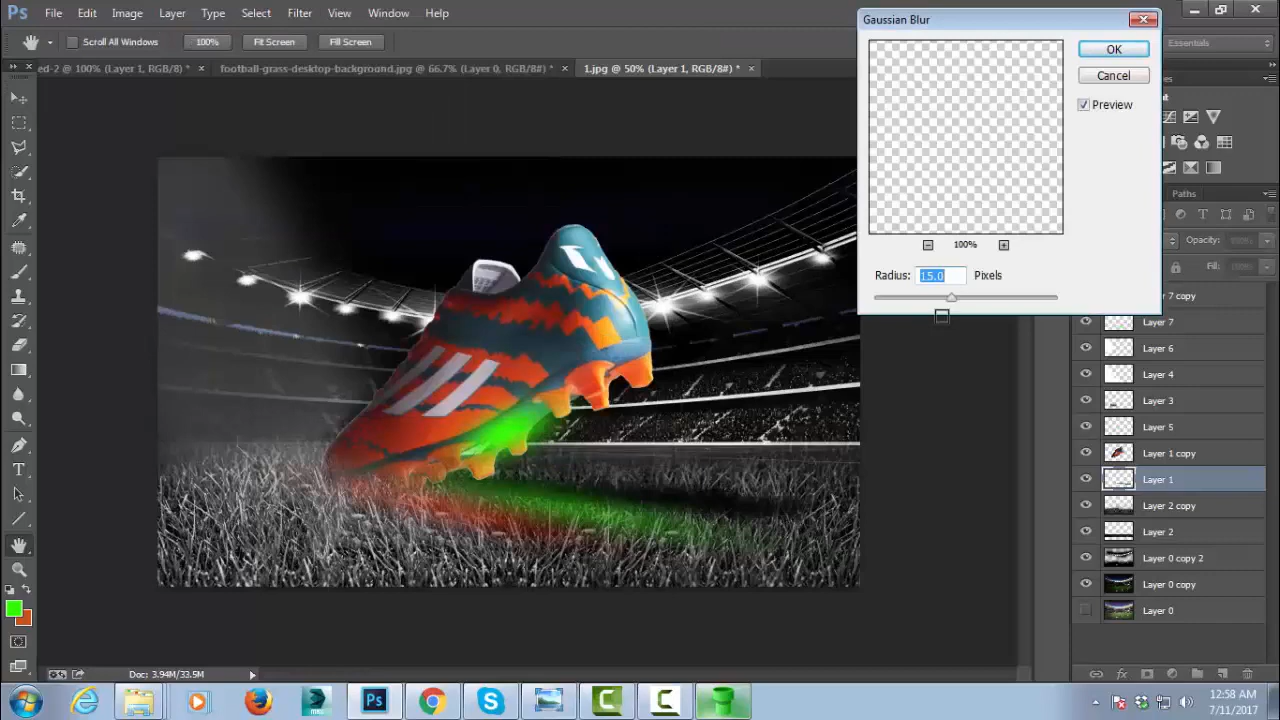 Ps File Edit Image Layer Type Select Filter View Window Help
Gaussian Blur
Scroll All Windows 100% Fit Screen Fill Screen
OK
Essentials
ed-2 @ 100% (Layer 1, RGB/8) * × football-grass-desktop-background.jpg @ 66.7% (Layer 0, RGB/8#) * × 1.jpg @ 50% (Layer 1, RGB/8#) * ×
Cancel
Preview
Paths
100%
Opacity:
Radius: 15.0 Pixels
Fill:
7 copy
Layer 7
Layer 6
Layer 4
Layer 3
Layer 5
Layer 1 copy
Layer 1
Layer 2 copy
Layer 2
Layer 0 copy 2
Layer 0 copy
Layer 0
Doc: 3.94M/33.5M
12:58 AM
7/11/2017